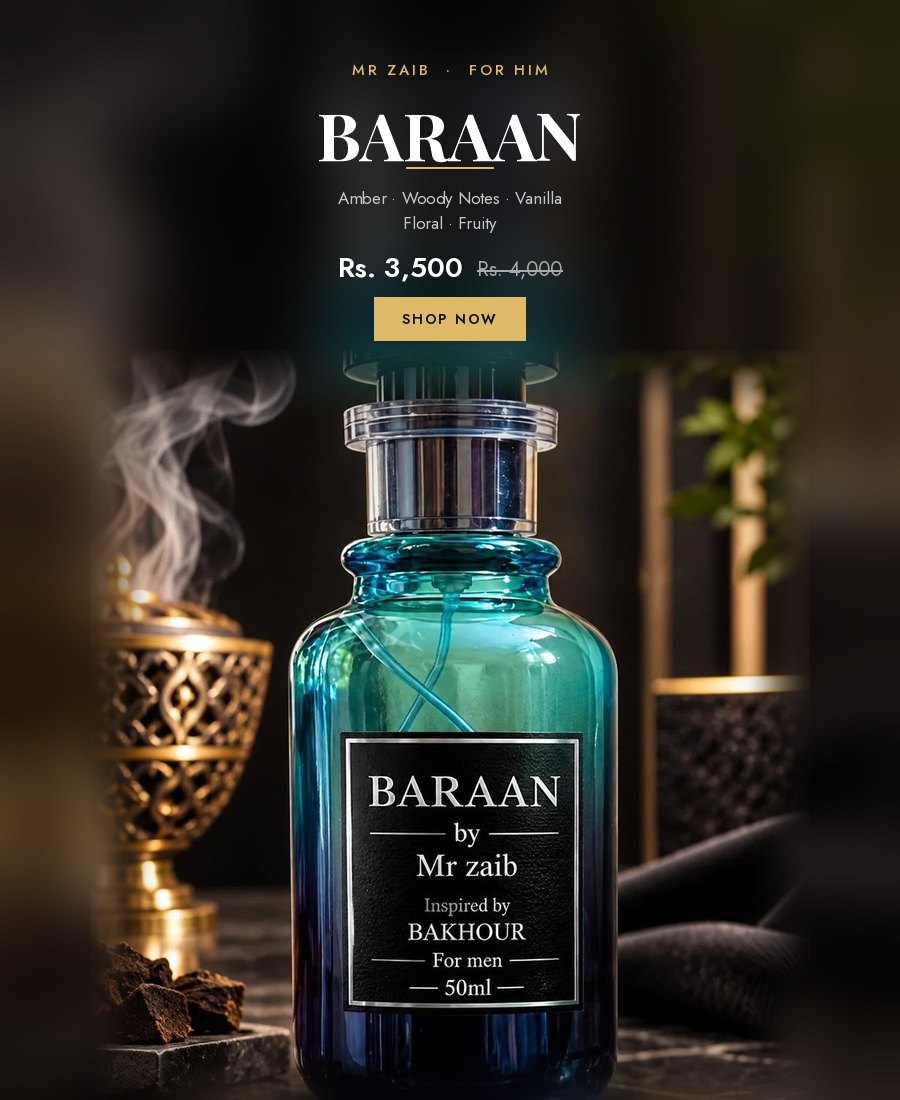 MR ZAIB · FOR HIM
BARAAN
Amber · Woody Notes · Vanilla
Floral · Fruity
Rs. 3,500 Rs. 4,000
SHOP NOW
BARAAN
by
Mr zaib
Inspired by
BAKHOUR
For men
50ml